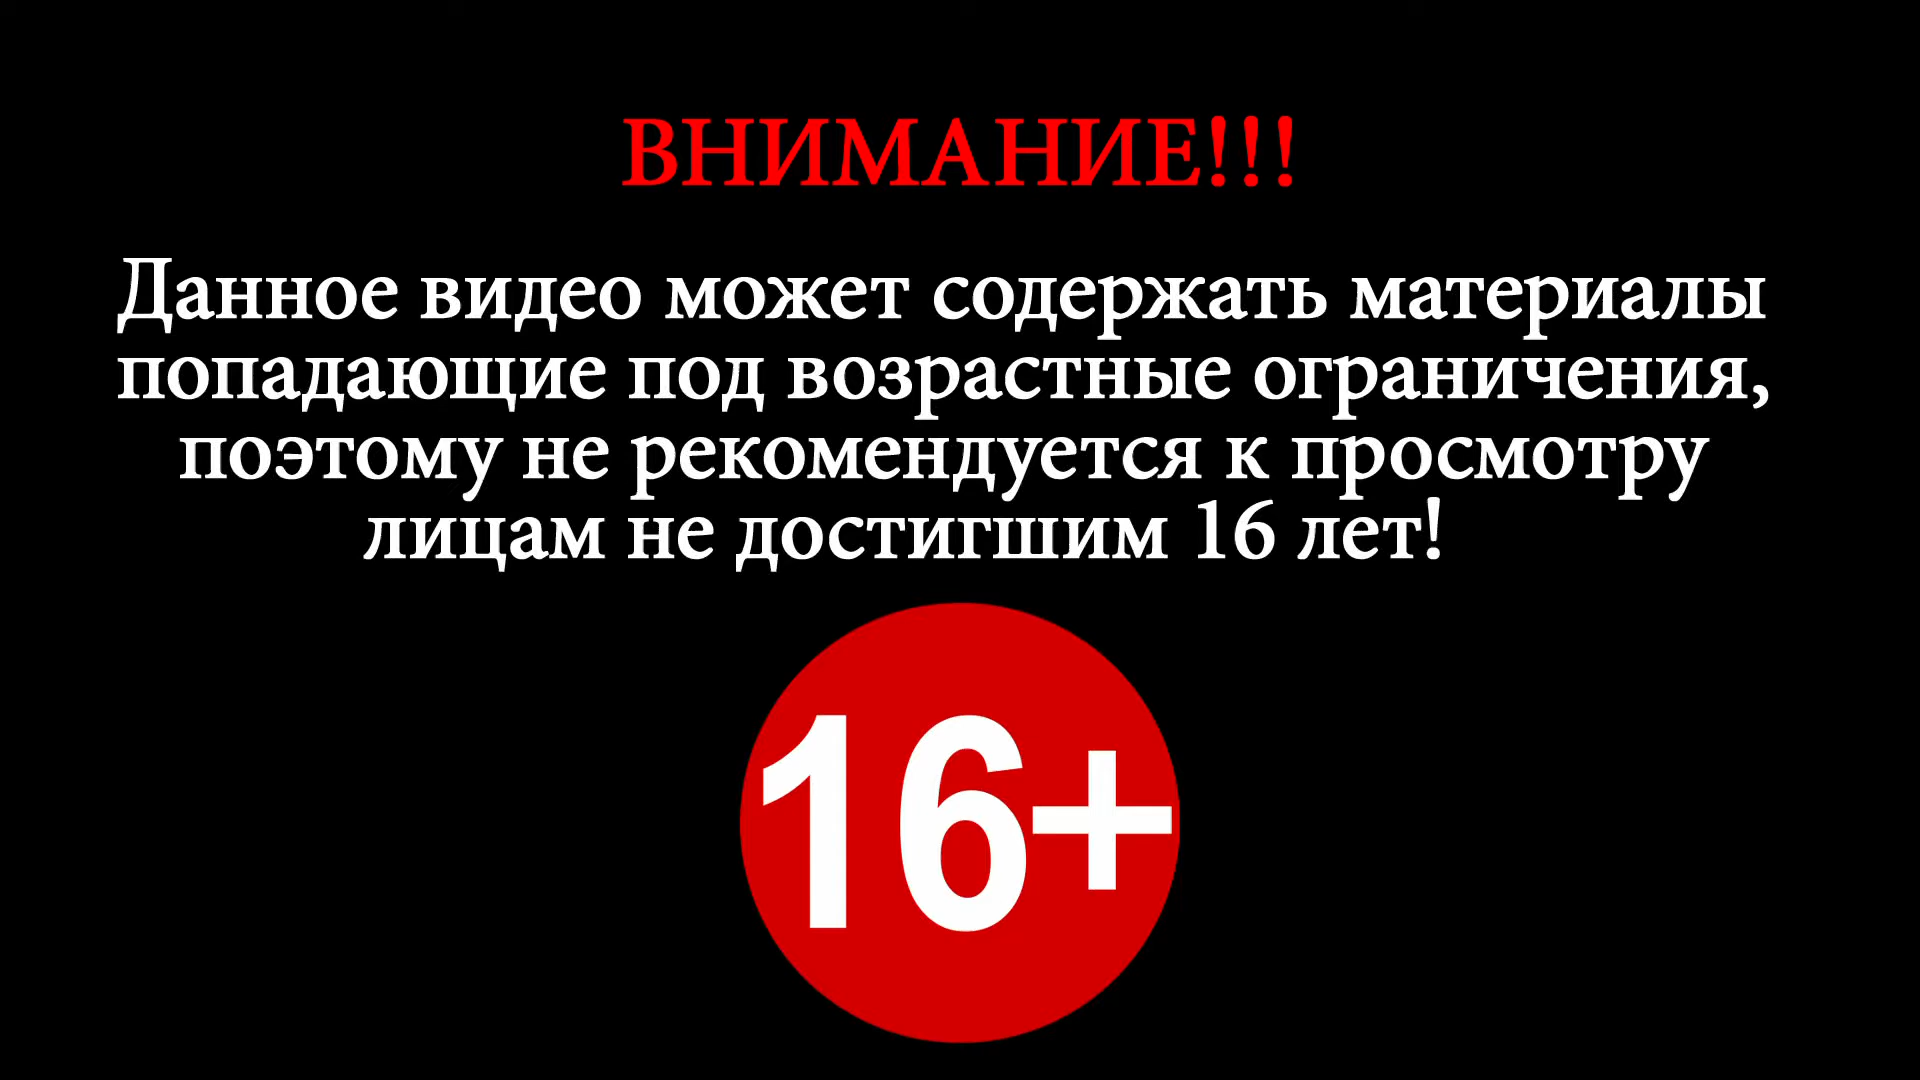 ВНИМАНИЕ!!!
Данное видео может содержать материалы
попадающие под возрастные ограничения,
поэтому не рекомендуется к просмотру
лицам не достигшим 16 лет!
16+